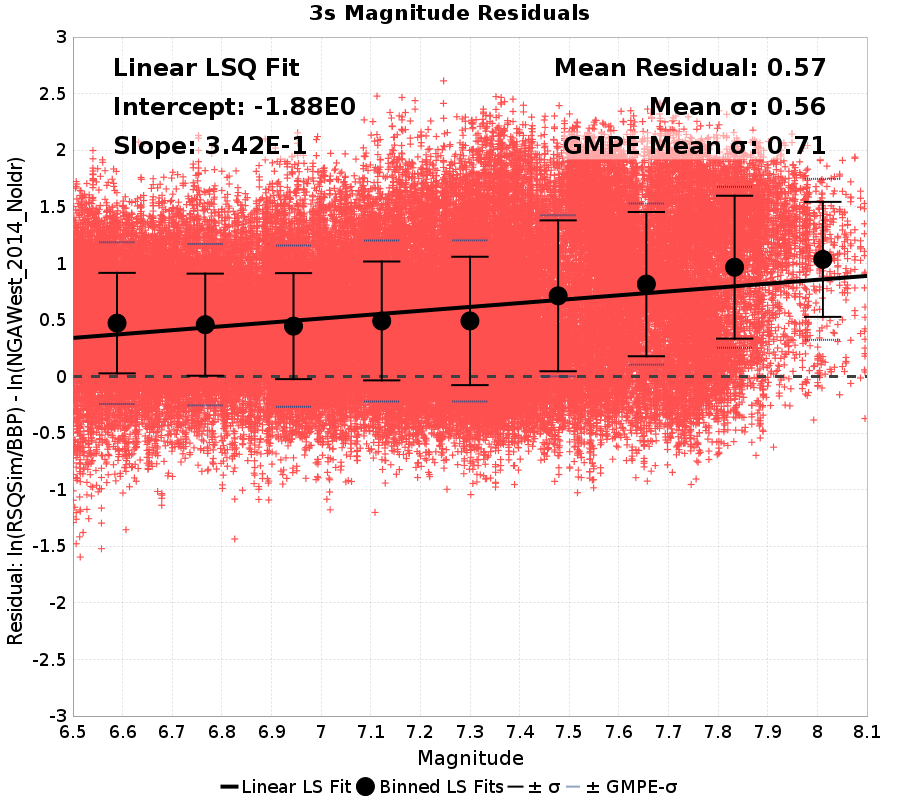 3s Magnitude Residuals
Linear LSQ Fit
Intercept: -1.88E0
Slope: 3.42E-1
Mean Residual: 0.57
Mean σ: 0.56
GMPE Mean σ: 0.71
Residual: ln(RSQSim/BBP) - ln(NGAWest_2014_NoIdr)
3
2.5
2
1.5
1
0.5
0
-0.5
-1
-1.5
-2
-2.5
-3
6.5 6.6 6.7 6.8 6.9 7 7.1 7.2 7.3 7.4 7.5 7.6 7.7 7.8 7.9 8 8.1
Magnitude
Linear LS Fit Binned LS Fits ± σ ± GMPE-σ